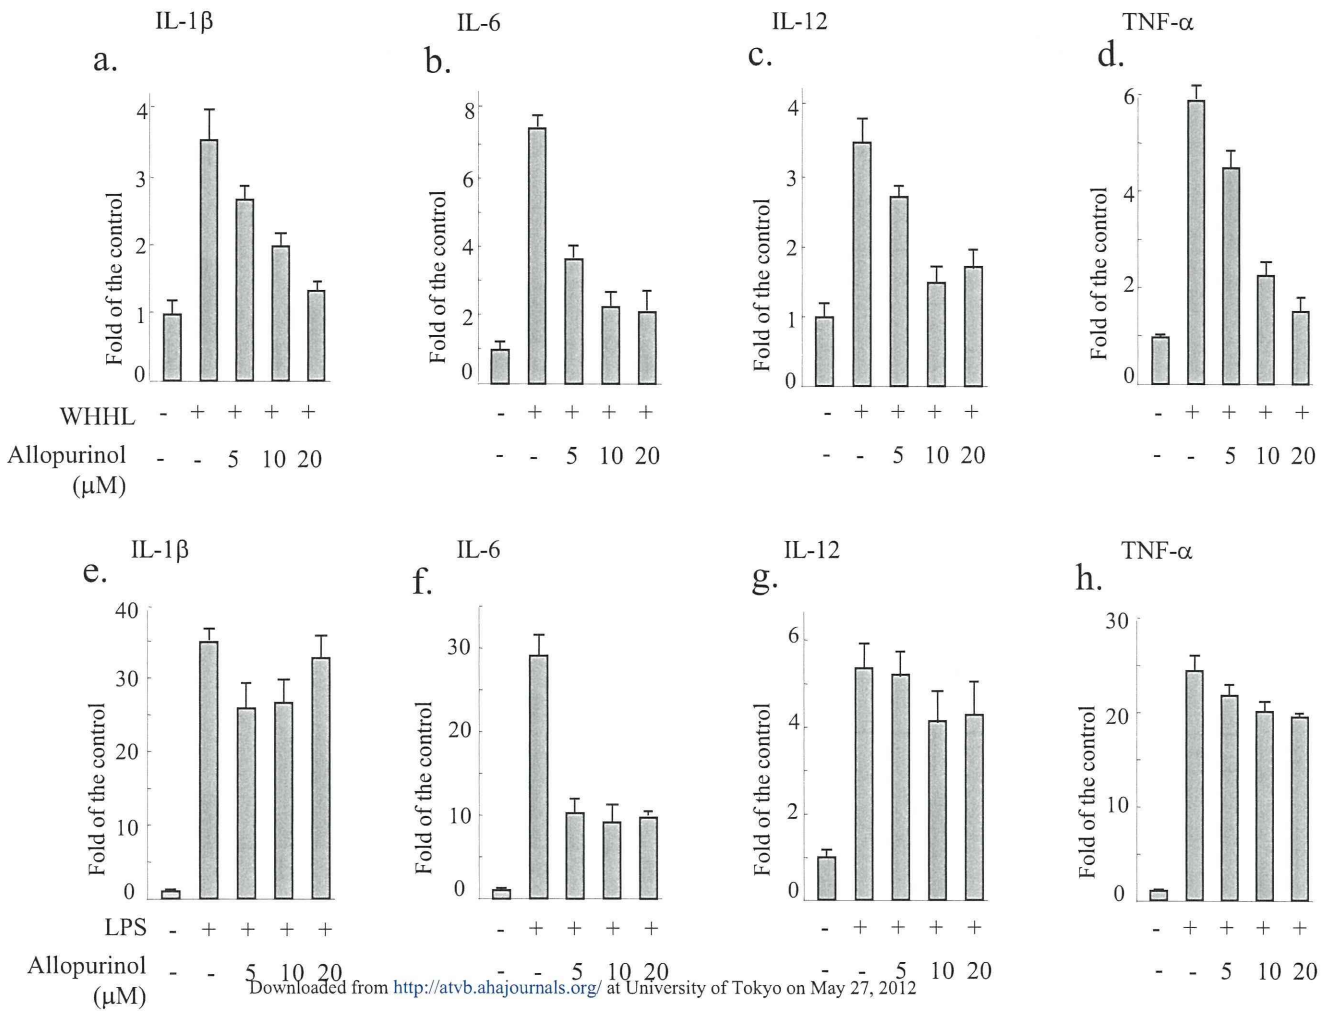 IL-1β IL-6 IL-12 TNF-α
a. b. c. d.
4 3 2 1 0
Fold of the control
8 6 4 2 0
Fold of the control
4 3 2 1 0
Fold of the control
6 4 2 0
Fold of the control
WHHL - + + + + - + + + + - + + + + - + + + +
Allopurinol - - 5 10 20 - - 5 10 20 - - 5 10 20 - - 5 10 20
(μM)
IL-1β IL-6 IL-12 TNF-α
e. f. g. h.
40 30 20 10 0
Fold of the control
30 20 10 0
Fold of the control
6 4 2 0
Fold of the control
30 20 10 0
Fold of the control
LPS - + + + + - + + + + - + + + + - + + + +
Allopurinol - - 5 10 20 - - 5 10 20 - - 5 10 20 - - 5 10 20
(μM)
Downloaded from http://atvb.ahajournals.org/ at University of Tokyo on May 27, 2012